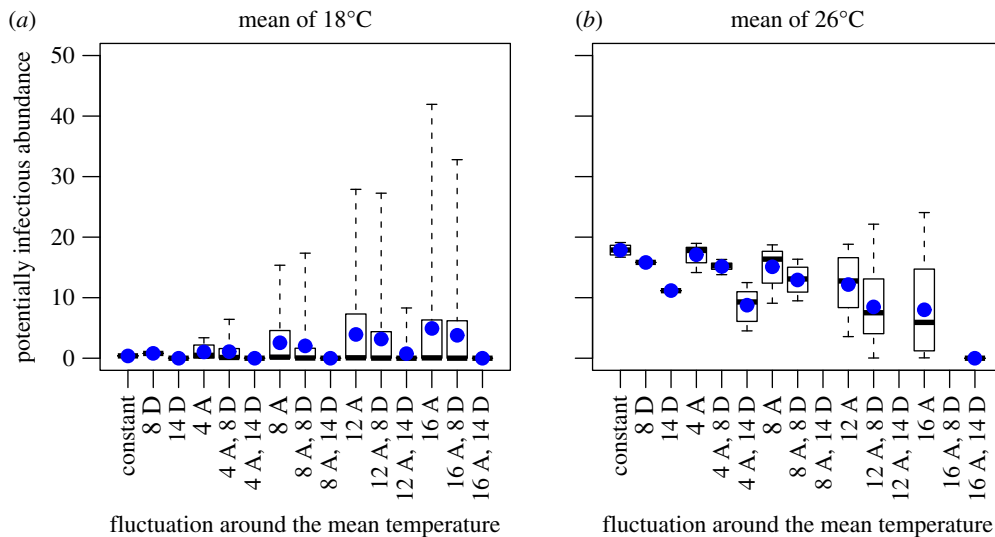 (a) mean of 18°C
(b) mean of 26°C
potentially infectious abundance
50
40
30
20
10
0
constant
8 D
14 D
4 A
4 A, 8 D
4 A, 14 D
8 A
8 A, 8 D
8 A, 14 D
12 A
12 A, 8 D
12 A, 14 D
16 A
16 A, 8 D
16 A, 14 D
fluctuation around the mean temperature
constant
8 D
14 D
4 A
4 A, 8 D
4 A, 14 D
8 A
8 A, 8 D
8 A, 14 D
12 A
12 A, 8 D
12 A, 14 D
16 A
16 A, 8 D
16 A, 14 D
fluctuation around the mean temperature